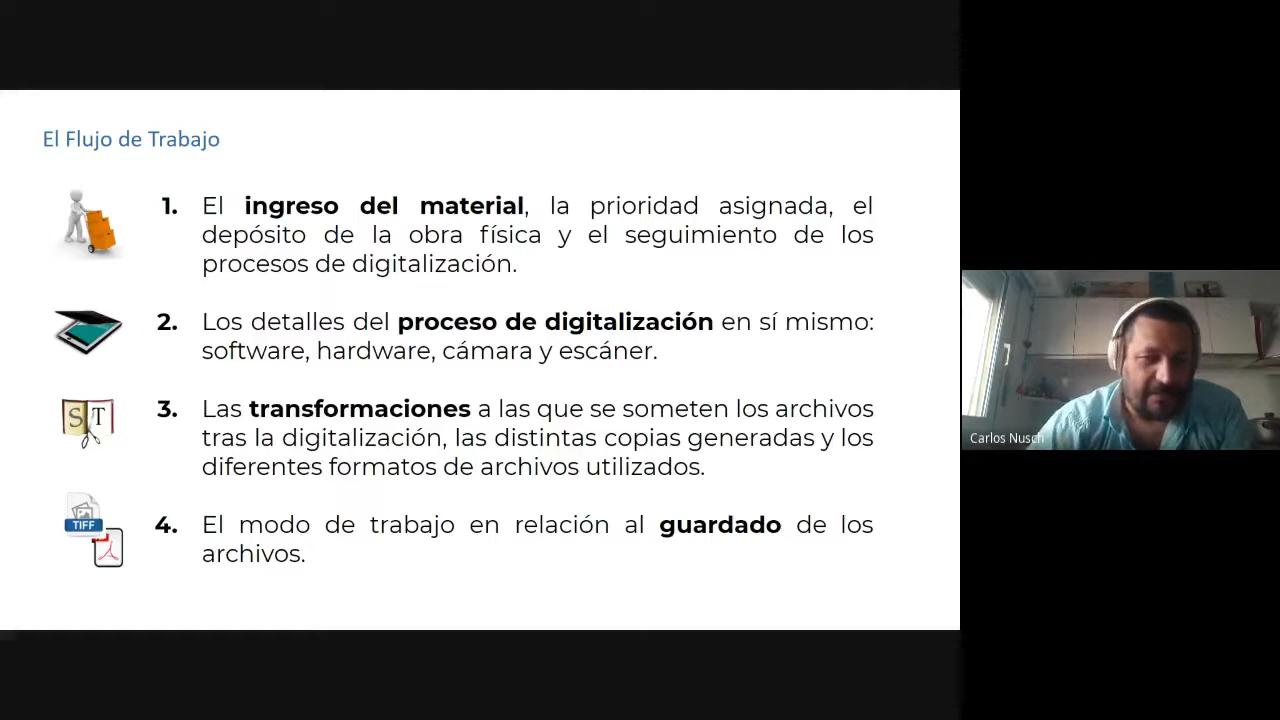 El Flujo de Trabajo
1. El ingreso del material, la prioridad asignada, el
depósito de la obra física y el seguimiento de los
procesos de digitalización.
2. Los detalles del proceso de digitalización en sí mismo:
software, hardware, cámara y escáner.
S T
3. Las transformaciones a las que se someten los archivos
tras la digitalización, las distintas copias generadas y los
diferentes formatos de archivos utilizados.
TIFF
4. El modo de trabajo en relación al guardado de los
archivos.
Carlos Nusch